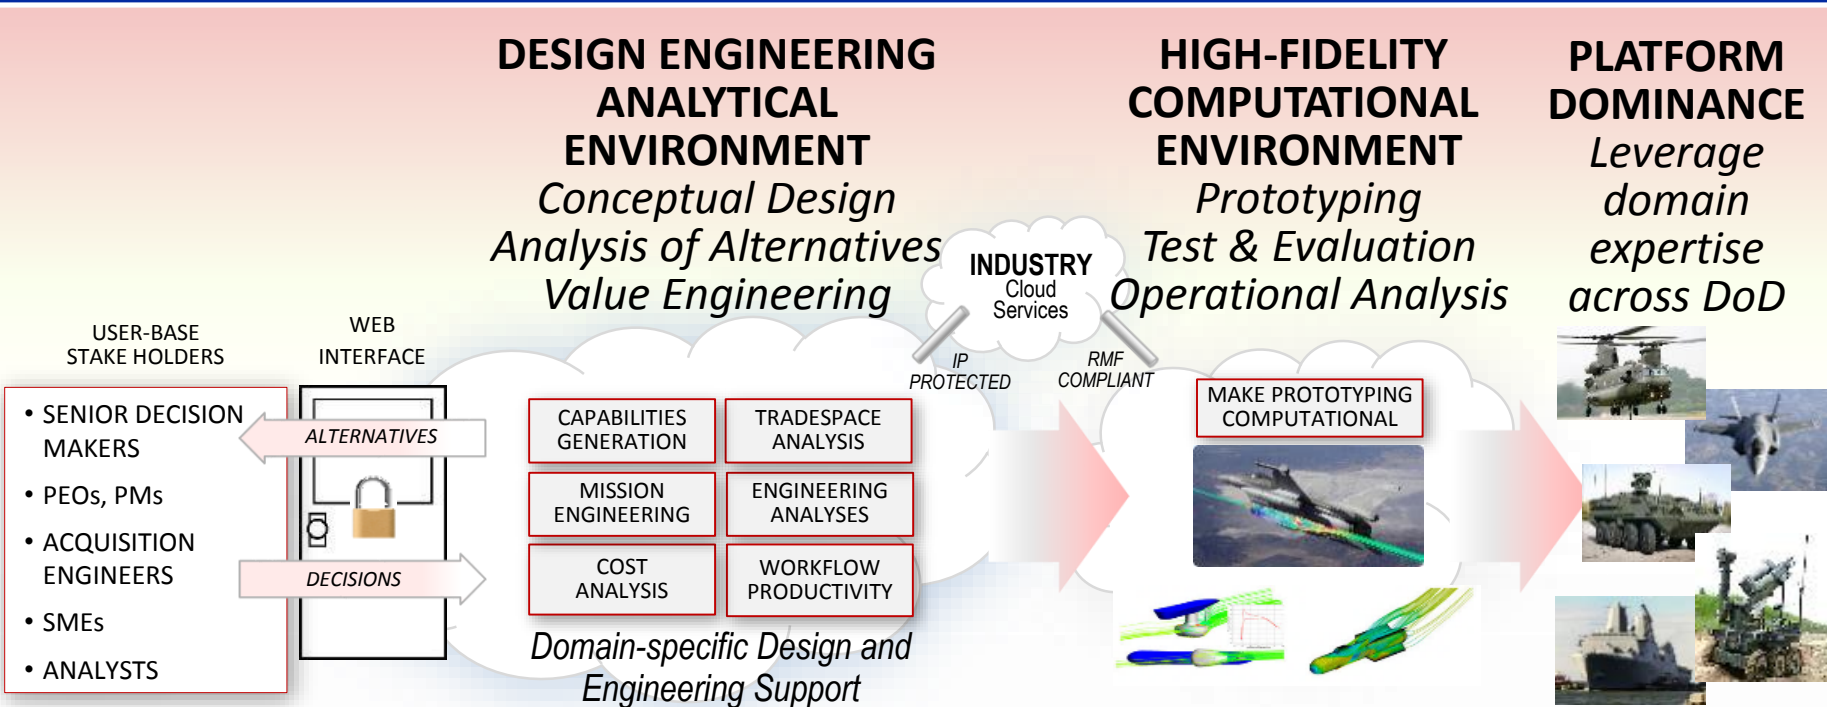 DESIGN ENGINEERING
ANALYTICAL
ENVIRONMENT
Conceptual Design
Analysis of Alternatives
Value Engineering
HIGH-FIDELITY
COMPUTATIONAL
ENVIRONMENT
Prototyping
Test & Evaluation
Operational Analysis
PLATFORM
DOMINANCE
Leverage
domain
expertise
across DoD
INDUSTRY
Cloud
Services
IP
PROTECTED
RMF
COMPLIANT
USER-BASE
STAKE HOLDERS
WEB
INTERFACE
• SENIOR DECISION
MAKERS
• PEOs, PMs
• ACQUISITION
ENGINEERS
• SMEs
• ANALYSTS
ALTERNATIVES
DECISIONS
CAPABILITIES
GENERATION
TRADESPACE
ANALYSIS
MISSION
ENGINEERING
ENGINEERING
ANALYSES
COST
ANALYSIS
WORKFLOW
PRODUCTIVITY
Domain-specific Design and
Engineering Support
MAKE PROTOTYPING
COMPUTATIONAL